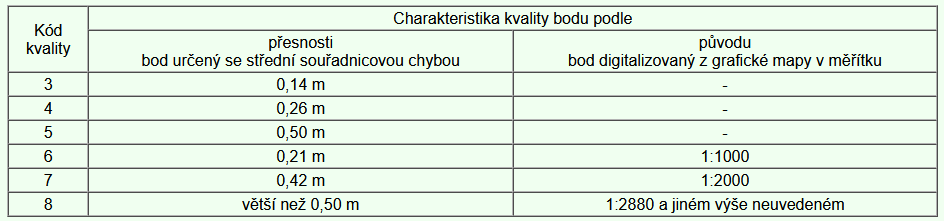 Kód
kvality
Charakteristika kvality bodu podle
přesnosti
bod určený se střední souřadnicovou chybou
původu
bod digitalizovaný z grafické mapy v měřítku
3 0,14 m -
4 0,26 m -
5 0,50 m -
6 0,21 m 1:1000
7 0,42 m 1:2000
8 větší než 0,50 m 1:2880 a jiném výše neuvedeném